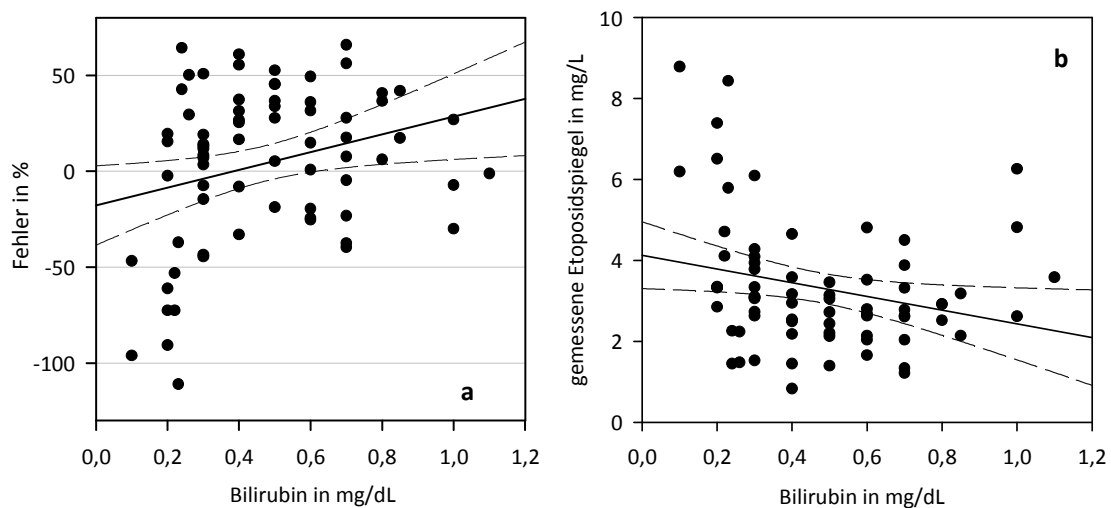 Fehler in %
50
0
-50
-100
a
0,0 0,2 0,4 0,6 0,8 1,0 1,2
Bilirubin in mg/dL
gemessene Etoposidspiegel in mg/L
10
8
6
4
2
0
b
0,0 0,2 0,4 0,6 0,8 1,0 1,2
Bilirubin in mg/dL